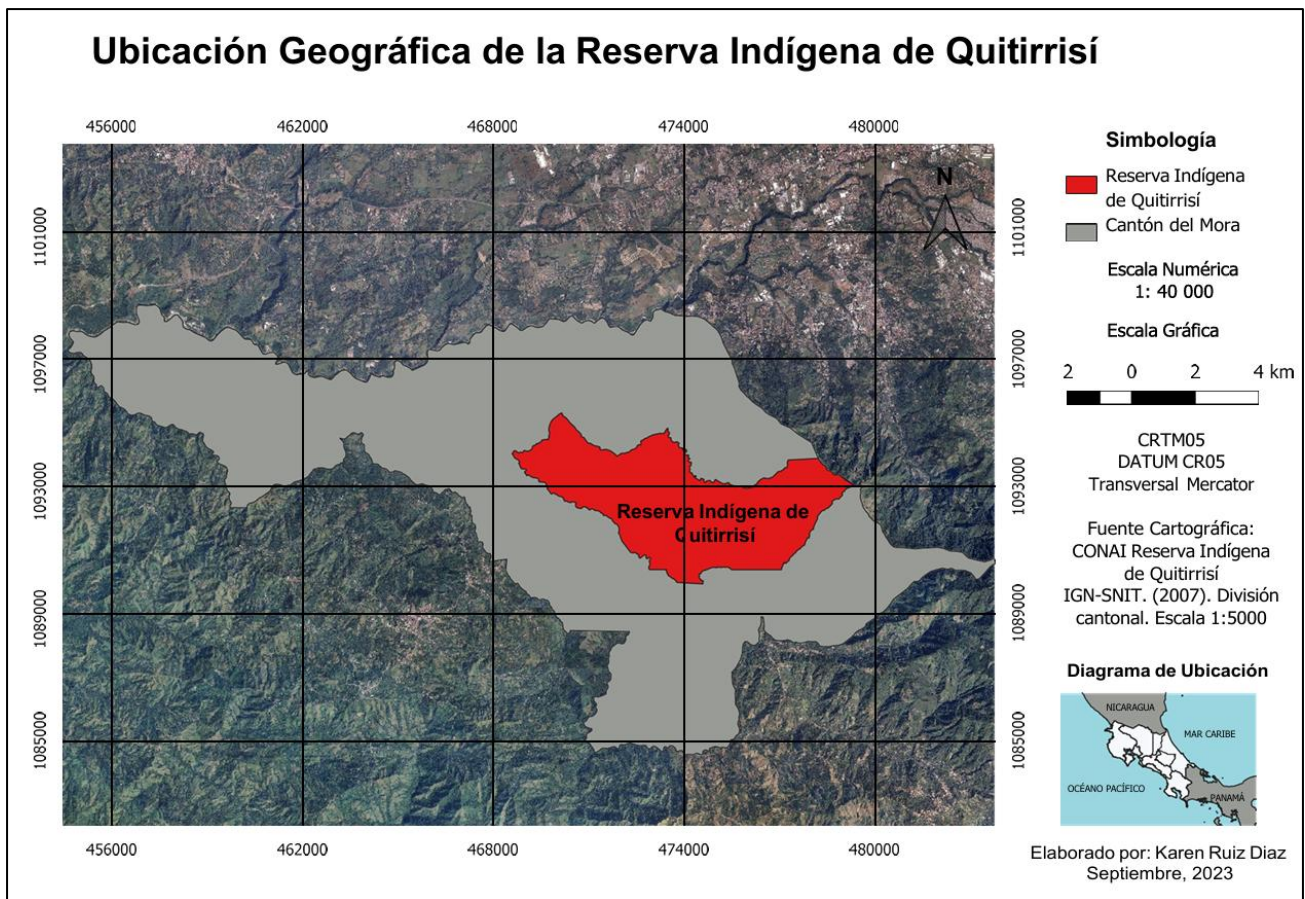 Ubicación Geográfica de la Reserva Indígena de Quitirrisí
456000 462000 468000 474000 480000
1101000
1097000
1093000
1089000
1085000
Reserva Indígena de
Quitirrisí
N
1101000
1097000
1093000
1089000
1085000
456000 462000 468000 474000 480000
Simbología
Reserva Indígena
de Quitirrisí
Cantón del Mora
Escala Numérica
1: 40 000
Escala Gráfica
2 0 2 4 km
CRTM05
DATUM CR05
Transversal Mercator
Fuente Cartográfica:
CONAI Reserva Indígena
de Quitirrisí
IGN-SNIT. (2007). División
cantonal. Escala 1:5000
Diagrama de Ubicación
NICARAGUA
MAR CARIBE
OCÉANO PACÍFICO
PANAMÁ
Elaborado por: Karen Ruiz Diaz
Septiembre, 2023